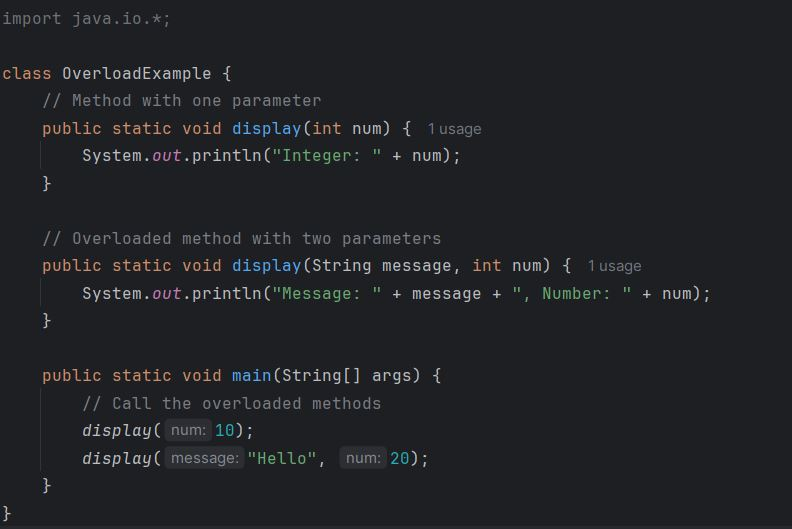 import java.io.*;
class OverloadExample {
// Method with one parameter
public static void display(int num) { 1 usage
System.out.println("Integer: " + num);
}
// Overloaded method with two parameters
public static void display(String message, int num) { 1 usage
System.out.println("Message: " + message + ", Number: " + num);
}
public static void main(String[] args) {
// Call the overloaded methods
display( num: 10);
display( message: "Hello", num: 20);
}
}